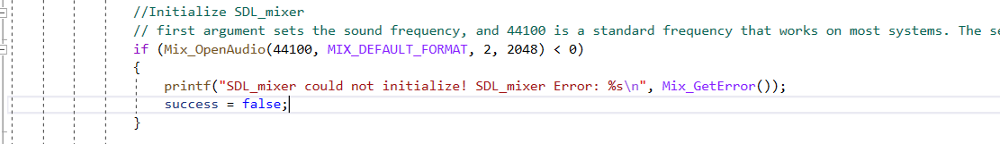 //Initialize SDL_mixer
// first argument sets the sound frequency, and 44100 is a standard frequency that works on most systems. The se
if (Mix_OpenAudio(44100, MIX_DEFAULT_FORMAT, 2, 2048) < 0)
{
printf("SDL_mixer could not initialize! SDL_mixer Error: %s\n", Mix_GetError());
success = false;
}